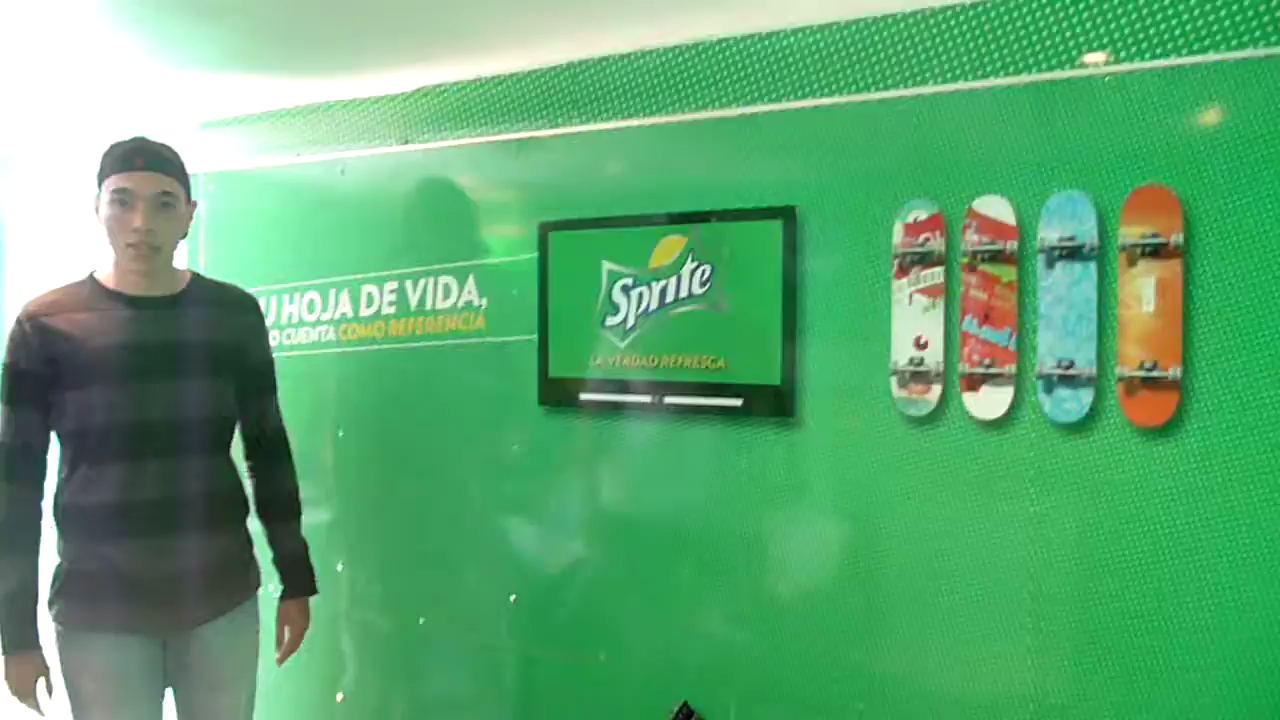 U HOJA DE VIDA,
O CUENTA COMO REFERENCIA
Sprite
LA VERDAD REFRESCA